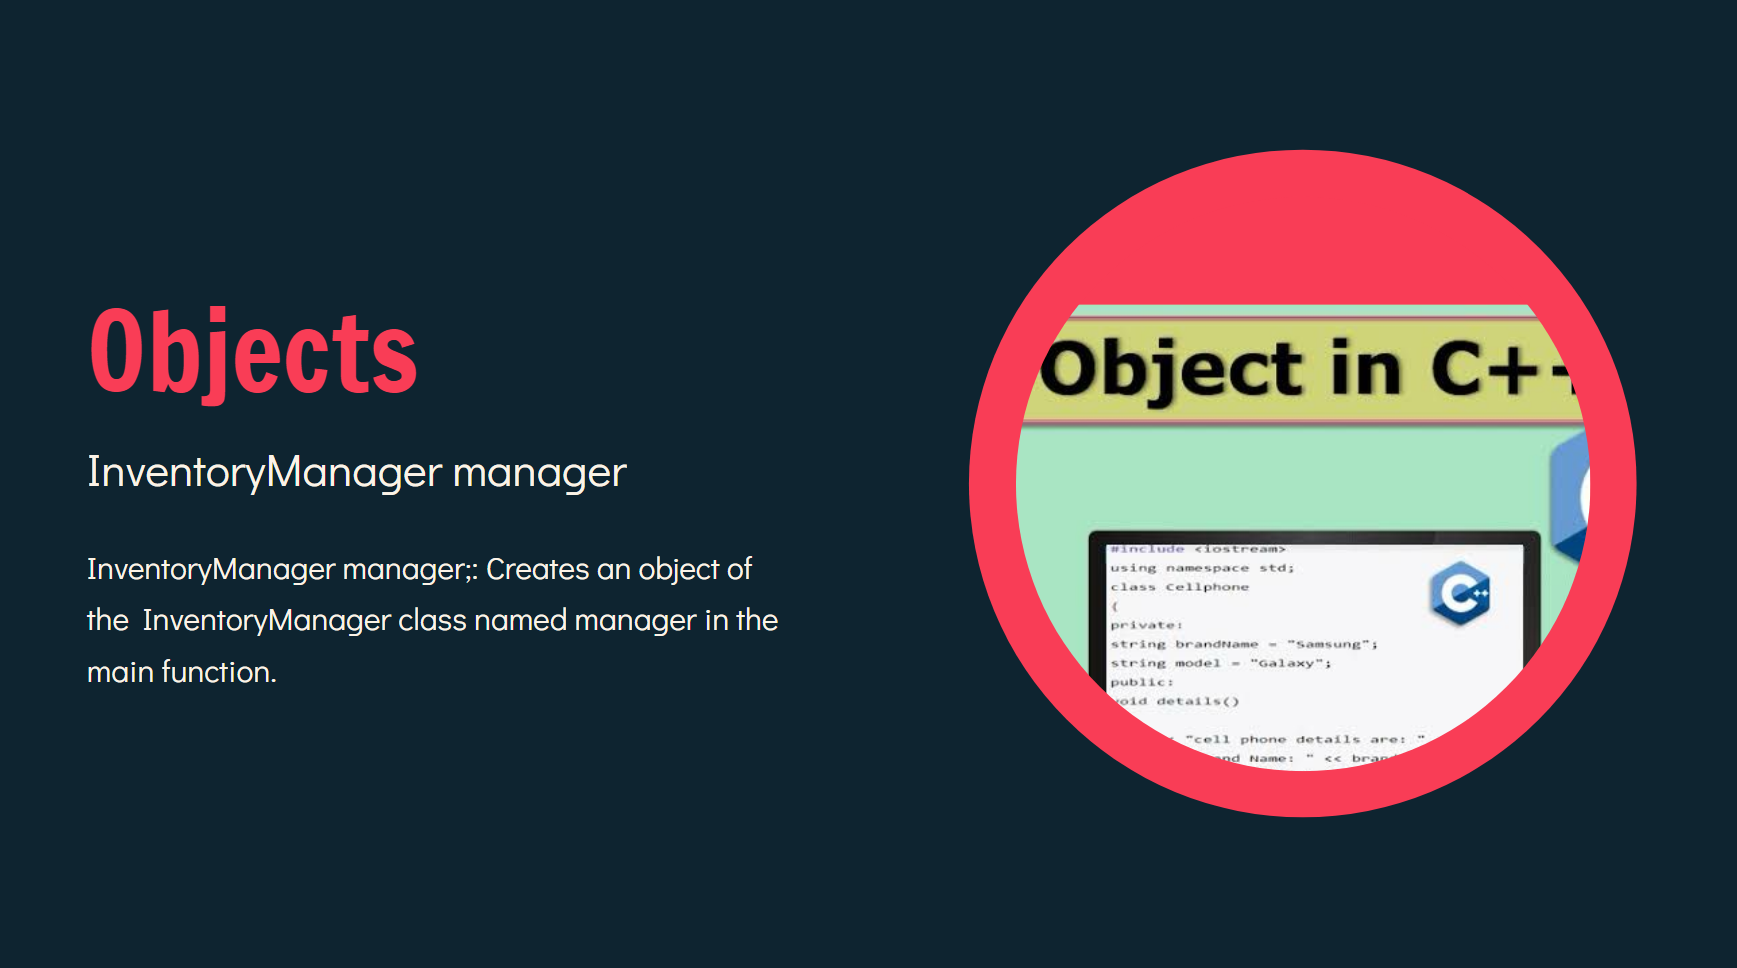 Objects
InventoryManager manager
InventoryManager manager;: Creates an object of
the InventoryManager class named manager in the
main function.
Object in C+
#include <iostream>
using namespace std;
class Cellphone
{
private:
string brandName = "Samsung";
string model = "Galaxy";
public:
void details()
"cell phone details are: "
Name: " <<